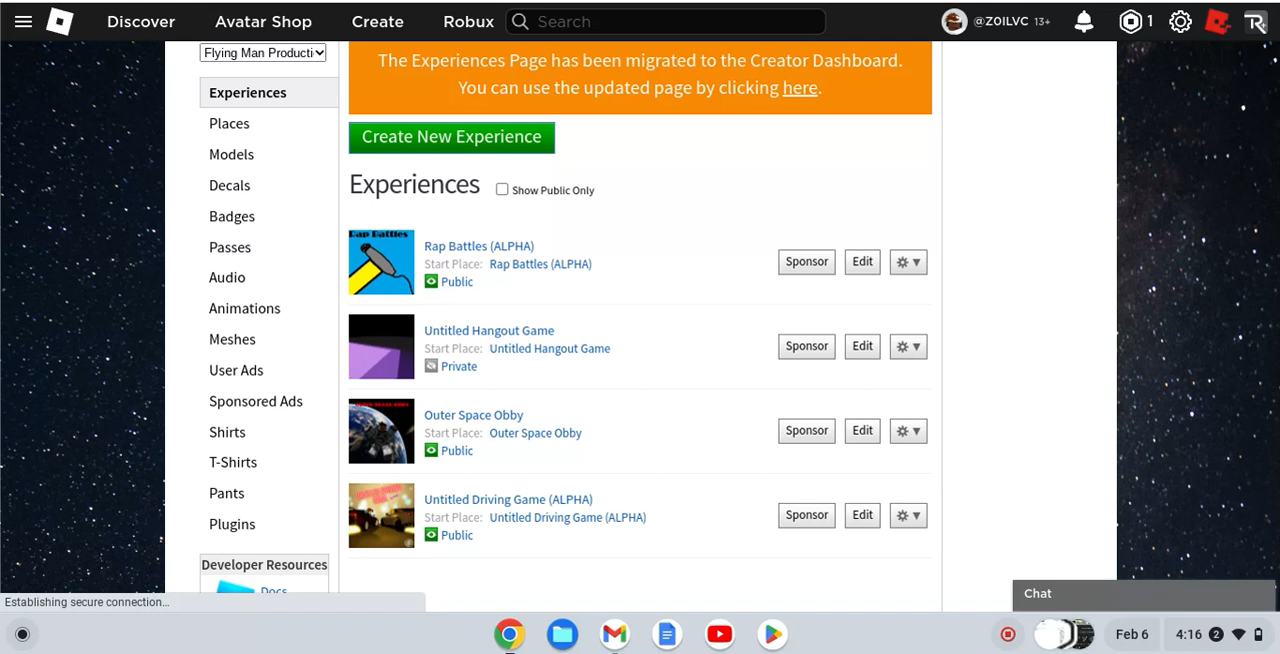 Discover Avatar Shop Create Robux Search @ZOILVC 13+ 1
Flying Man Producti
The Experiences Page has been migrated to the Creator Dashboard.
You can use the updated page by clicking here.
Experiences
Places
Models
Decals
Badges
Passes
Audio
Animations
Meshes
User Ads
Sponsored Ads
Shirts
T-Shirts
Pants
Plugins
Developer Resources
Docs
Create New Experience
Experiences Show Public Only
Rap Battles
Rap Battles (ALPHA)
Start Place: Rap Battles (ALPHA)
Public
Sponsor Edit
Untitled Hangout Game
Start Place: Untitled Hangout Game
Private
Sponsor Edit
Outer Space Obby
Start Place: Outer Space Obby
Public
Sponsor Edit
Untitled Driving Game (ALPHA)
Start Place: Untitled Driving Game (ALPHA)
Public
Sponsor Edit
Chat
Establishing secure connection…
Feb 6 4:16 2